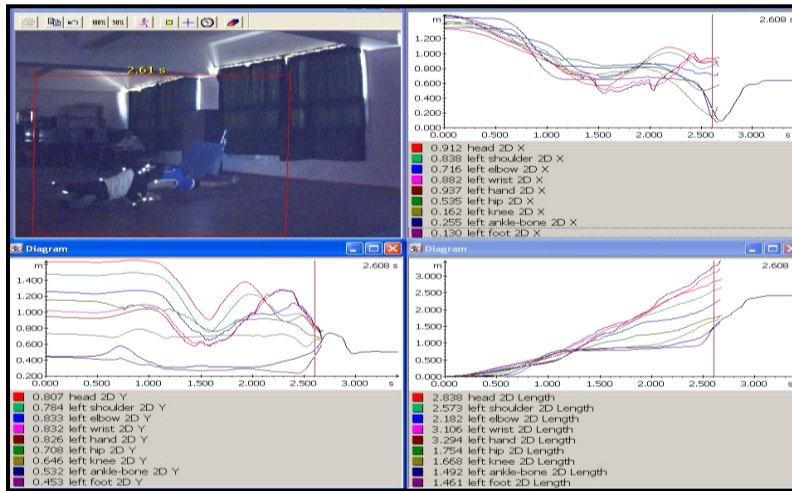 100% 50%
2.61 s
m
2.608 s
1.200
1.000
0.800
0.600
0.400
0.200
0.000
0.000 0.500 1.000 1.500 2.000 2.500 3.000 s
0.912 head 2D X
0.838 left shoulder 2D X
0.716 left elbow 2D X
0.882 left wrist 2D X
0.937 left hand 2D X
0.535 left hip 2D X
0.162 left knee 2D X
0.255 left ankle-bone 2D X
0.130 left foot 2D X
Diagram
m
2.608 s
1.400
1.200
1.000
0.800
0.600
0.400
0.200
0.000 0.500 1.000 1.500 2.000 2.500 3.000 s
0.807 head 2D Y
0.784 left shoulder 2D Y
0.833 left elbow 2D Y
0.832 left wrist 2D Y
0.826 left hand 2D Y
0.708 left hip 2D Y
0.646 left knee 2D Y
0.532 left ankle-bone 2D Y
0.453 left foot 2D Y
Diagram
m
2.608
3.000
2.500
2.000
1.500
1.000
0.500
0.000
0.000 0.500 1.000 1.500 2.000 2.500 3.000 s
2.838 head 2D Length
2.573 left shoulder 2D Length
2.182 left elbow 2D Length
3.106 left wrist 2D Length
3.294 left hand 2D Length
1.754 left hip 2D Length
1.668 left knee 2D Length
1.492 left ankle-bone 2D Length
1.461 left foot 2D Length